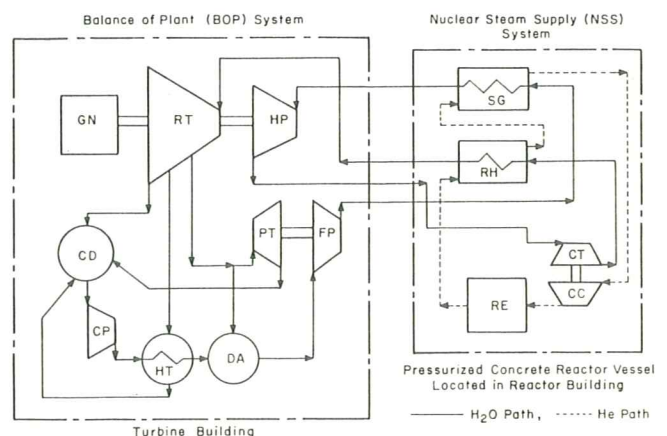 Balance of Plant (BOP) System
Nuclear Steam Supply (NSS)
System
GN
RT
HP
SG
RH
PT
FP
CD
CT
CC
RE
CP
HT
DA
Pressurized Concrete Reactor Vessel
Located in Reactor Building
H2O Path, He Path
Turbine Building